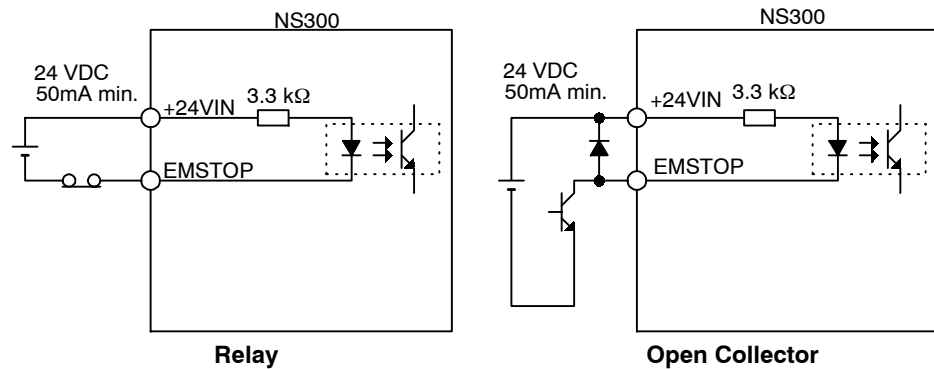 NS300
24 VDC
50mA min.
+24VIN
3.3 kΩ
EMSTOP
Relay
NS300
24 VDC
50mA min.
+24VIN
3.3 kΩ
EMSTOP
Open Collector